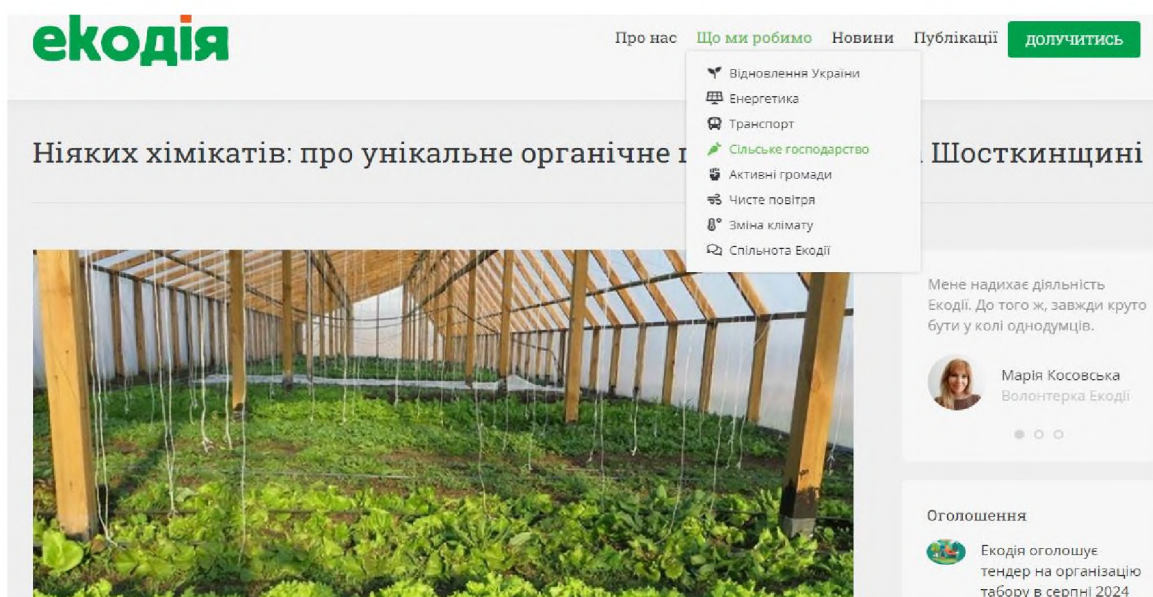 екодія
Про нас Що ми робимо Новини Публікації ДОЛУЧИТИСЬ
Відновлення України
Енергетика
Транспорт
Сільське господарство
Активні громади
Чисте повітря
Зміна клімату
Спільнота Екодії
Ніяких хімікатів: про унікальне органічне Шосткинщині
Мене надихає діяльність
Екодії. До того ж, завжди круто
бути у колі однодумців.
Марія Косовська
Волонтерка Екодії
Оголошення
Екодія оголошує
тендер на організацію
табору в серпні 2024